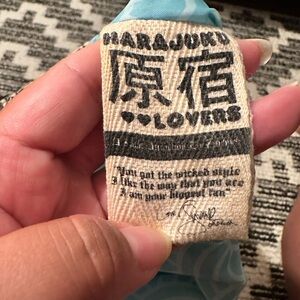 HARAJUKU
原宿
♥♥LOVERS
"You got the wicked style
I like the way that you are
I am your biggest fan"